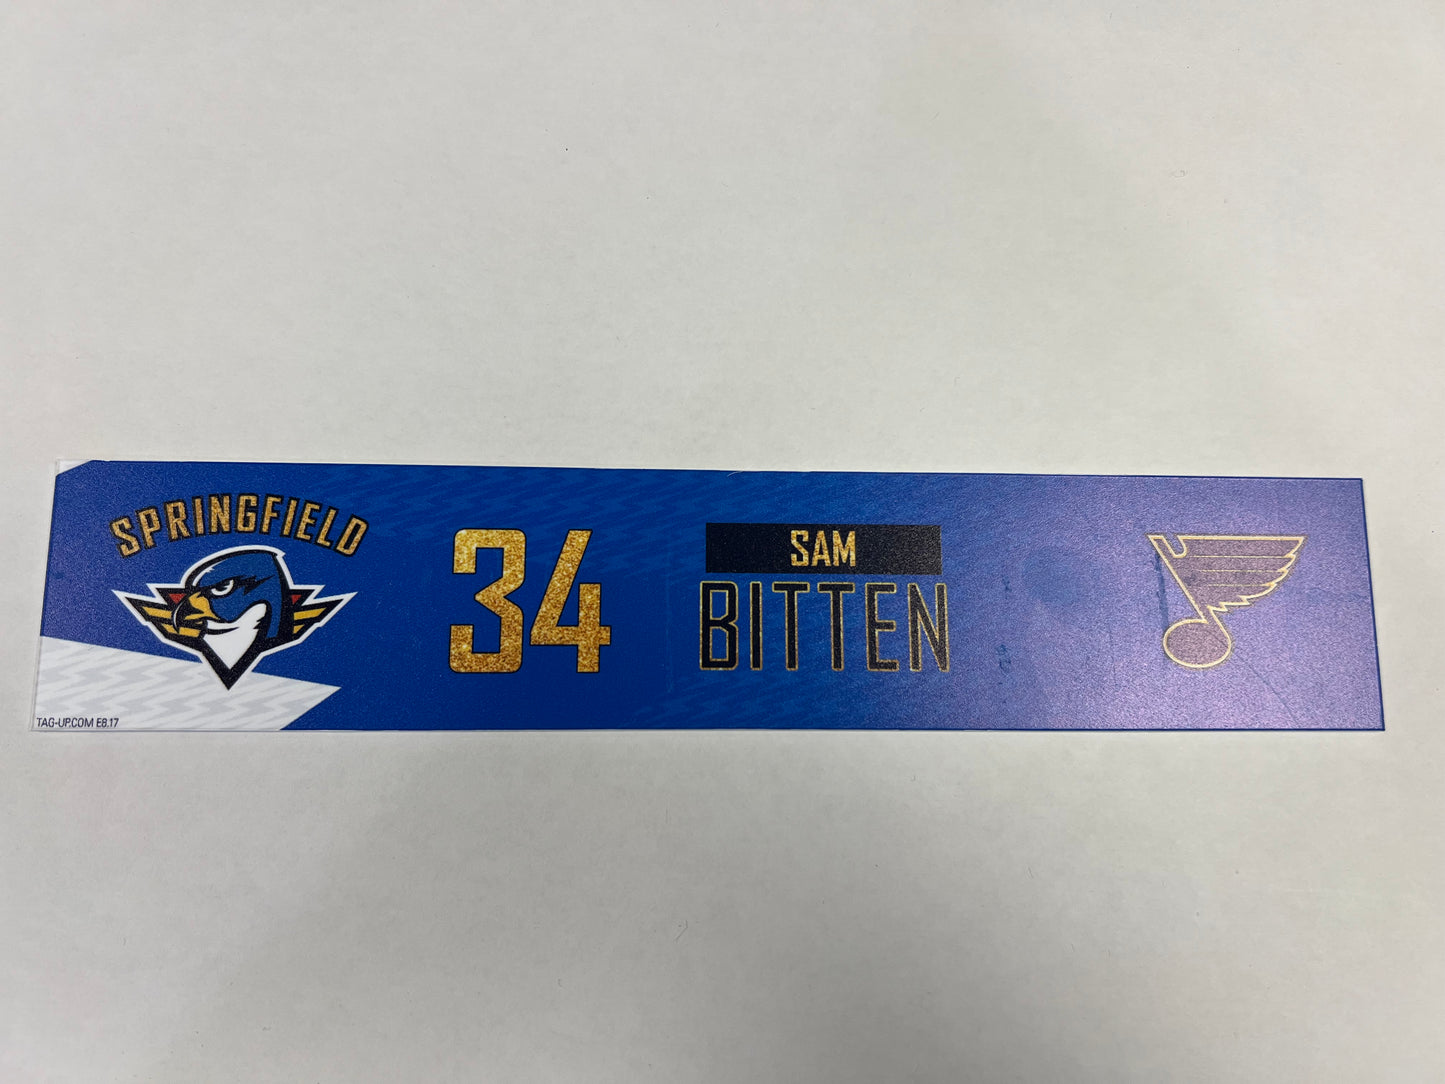 SPRINGFIELD
34
SAM
BITTEN
TAG-UP.COM E8.17